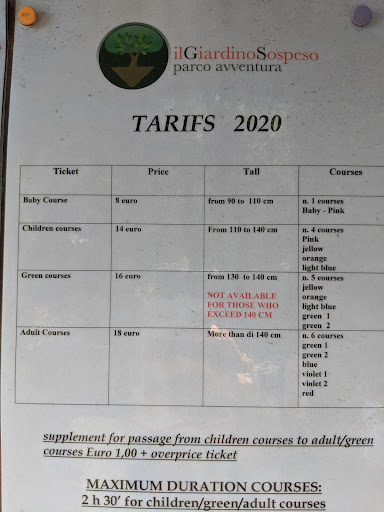 ilGiardinoSospeso
parco avventura
TARIFS 2020
Ticket Price Tall Courses
Baby Course 8 euro from 90 to 110 cm n. 1 courses
Baby - Pink
Children courses 14 euro From 110 to 140 cm n. 4 courses
Pink
jellow
orange
light blue
Green courses 16 euro from 130 to 140 cm n. 5 courses
jellow
NOT AVAILABLE orange
FOR THOSE WHO light blue
EXCEED 140 CM green 1
green 2
Adult Courses 18 euro More than di 140 cm n. 6 courses
green 1
green 2
blue
violet 1
violet 2
red
supplement for passage from children courses to adult/green
courses Euro 1,00 + overprice ticket
MAXIMUM DURATION COURSES:
2 h 30' for children/green/adult courses